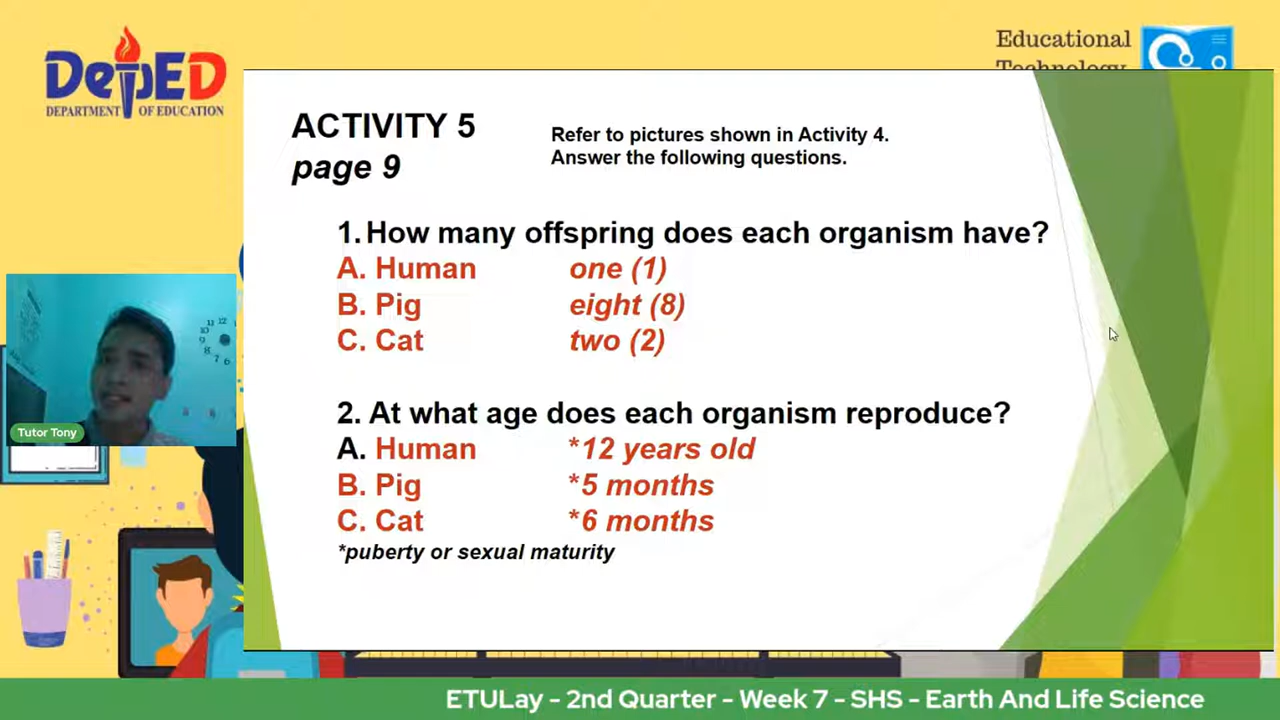 DepED
DEPARTMENT OF EDUCATION
Educational
Technology
ACTIVITY 5
page 9
Refer to pictures shown in Activity 4.
Answer the following questions.
1. How many offspring does each organism have?
A. Human one (1)
B. Pig eight (8)
C. Cat two (2)
2. At what age does each organism reproduce?
A. Human *12 years old
B. Pig *5 months
C. Cat *6 months
*puberty or sexual maturity
Tutor Tony
ETULay - 2nd Quarter - Week 7 - SHS - Earth And Life Science